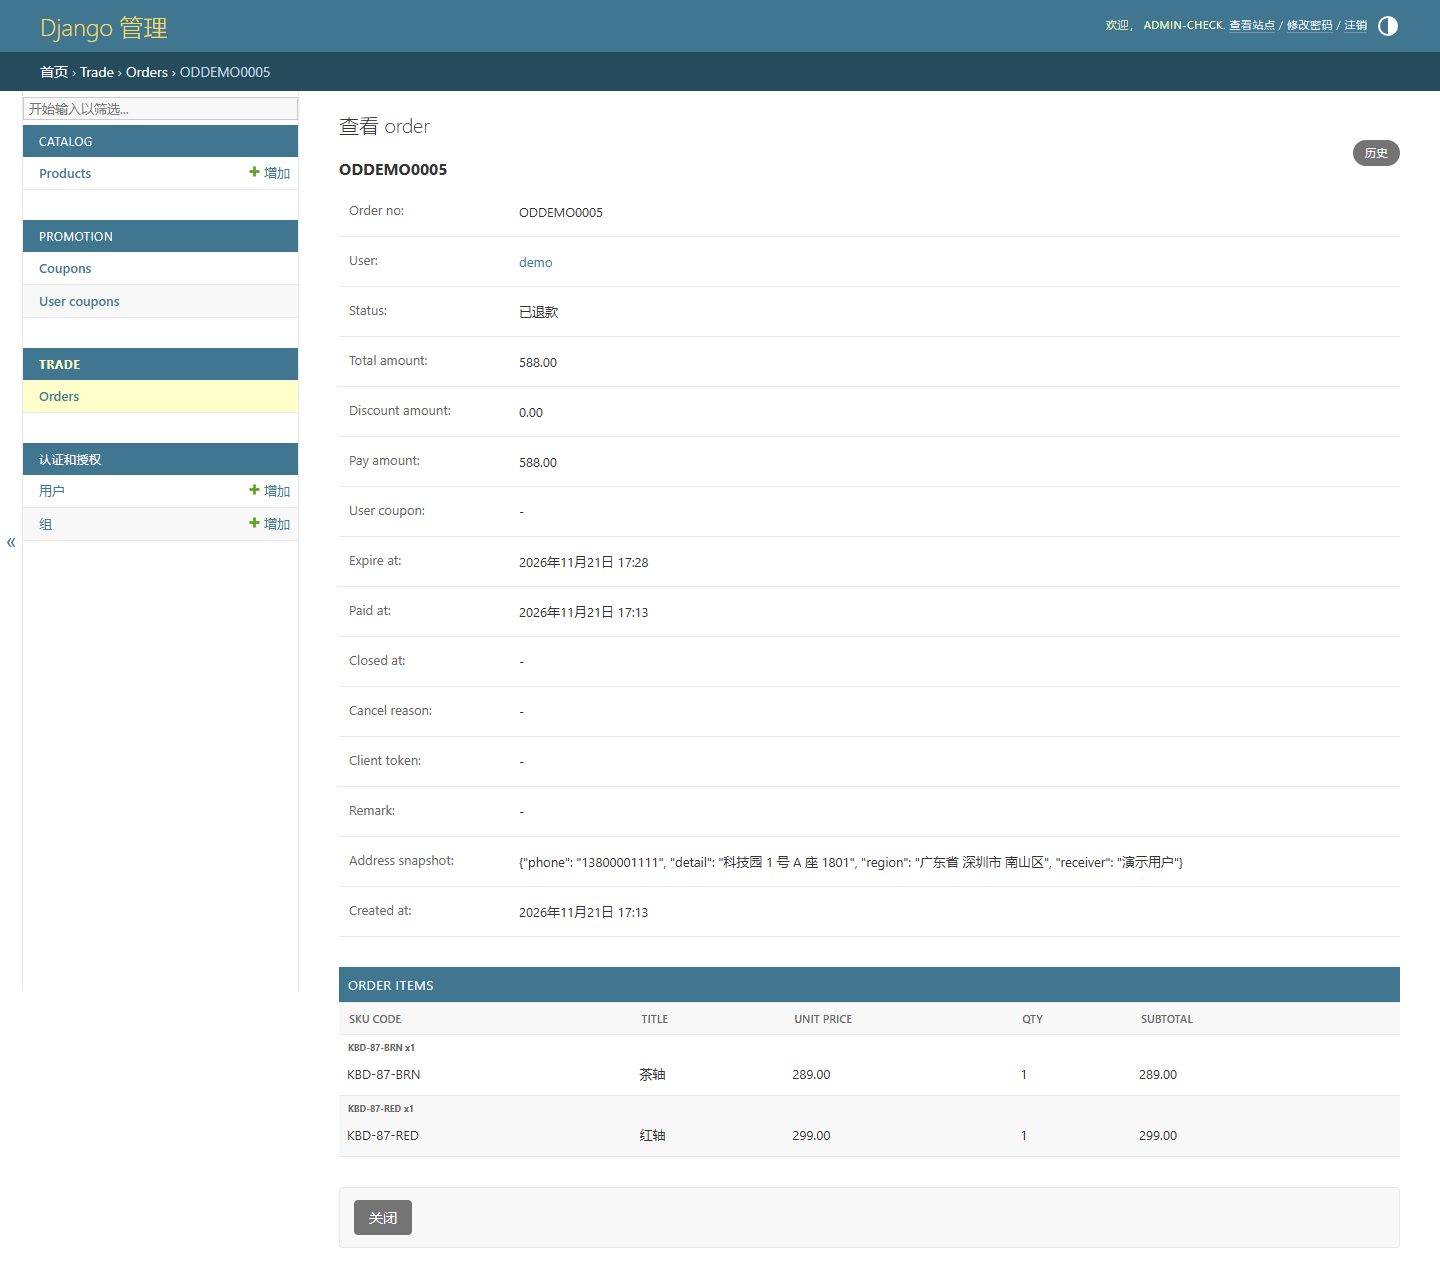 Django 管理
欢迎， ADMIN-CHECK. 查看站点 / 修改密码 / 注销
首页 › Trade › Orders › ODDEMO0005
开始输入以筛选...
CATALOG
Products 增加
PROMOTION
Coupons
User coupons
TRADE
Orders
认证和授权
用户 增加
组 增加
«
查看 order
历史
ODDEMO0005
Order no: ODDEMO0005
User: demo
Status: 已退款
Total amount: 588.00
Discount amount: 0.00
Pay amount: 588.00
User coupon: -
Expire at: 2026年11月21日 17:28
Paid at: 2026年11月21日 17:13
Closed at: -
Cancel reason: -
Client token: -
Remark: -
Address snapshot: {"phone": "13800001111", "detail": "科技园 1 号 A 座 1801", "region": "广东省 深圳市 南山区", "receiver": "演示用户"}
Created at: 2026年11月21日 17:13
ORDER ITEMS
SKU CODE TITLE UNIT PRICE QTY SUBTOTAL
KBD-87-BRN x1
KBD-87-BRN 茶轴 289.00 1 289.00
KBD-87-RED x1
KBD-87-RED 红轴 299.00 1 299.00
关闭